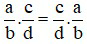 a/b . c/d = c/d . a/b